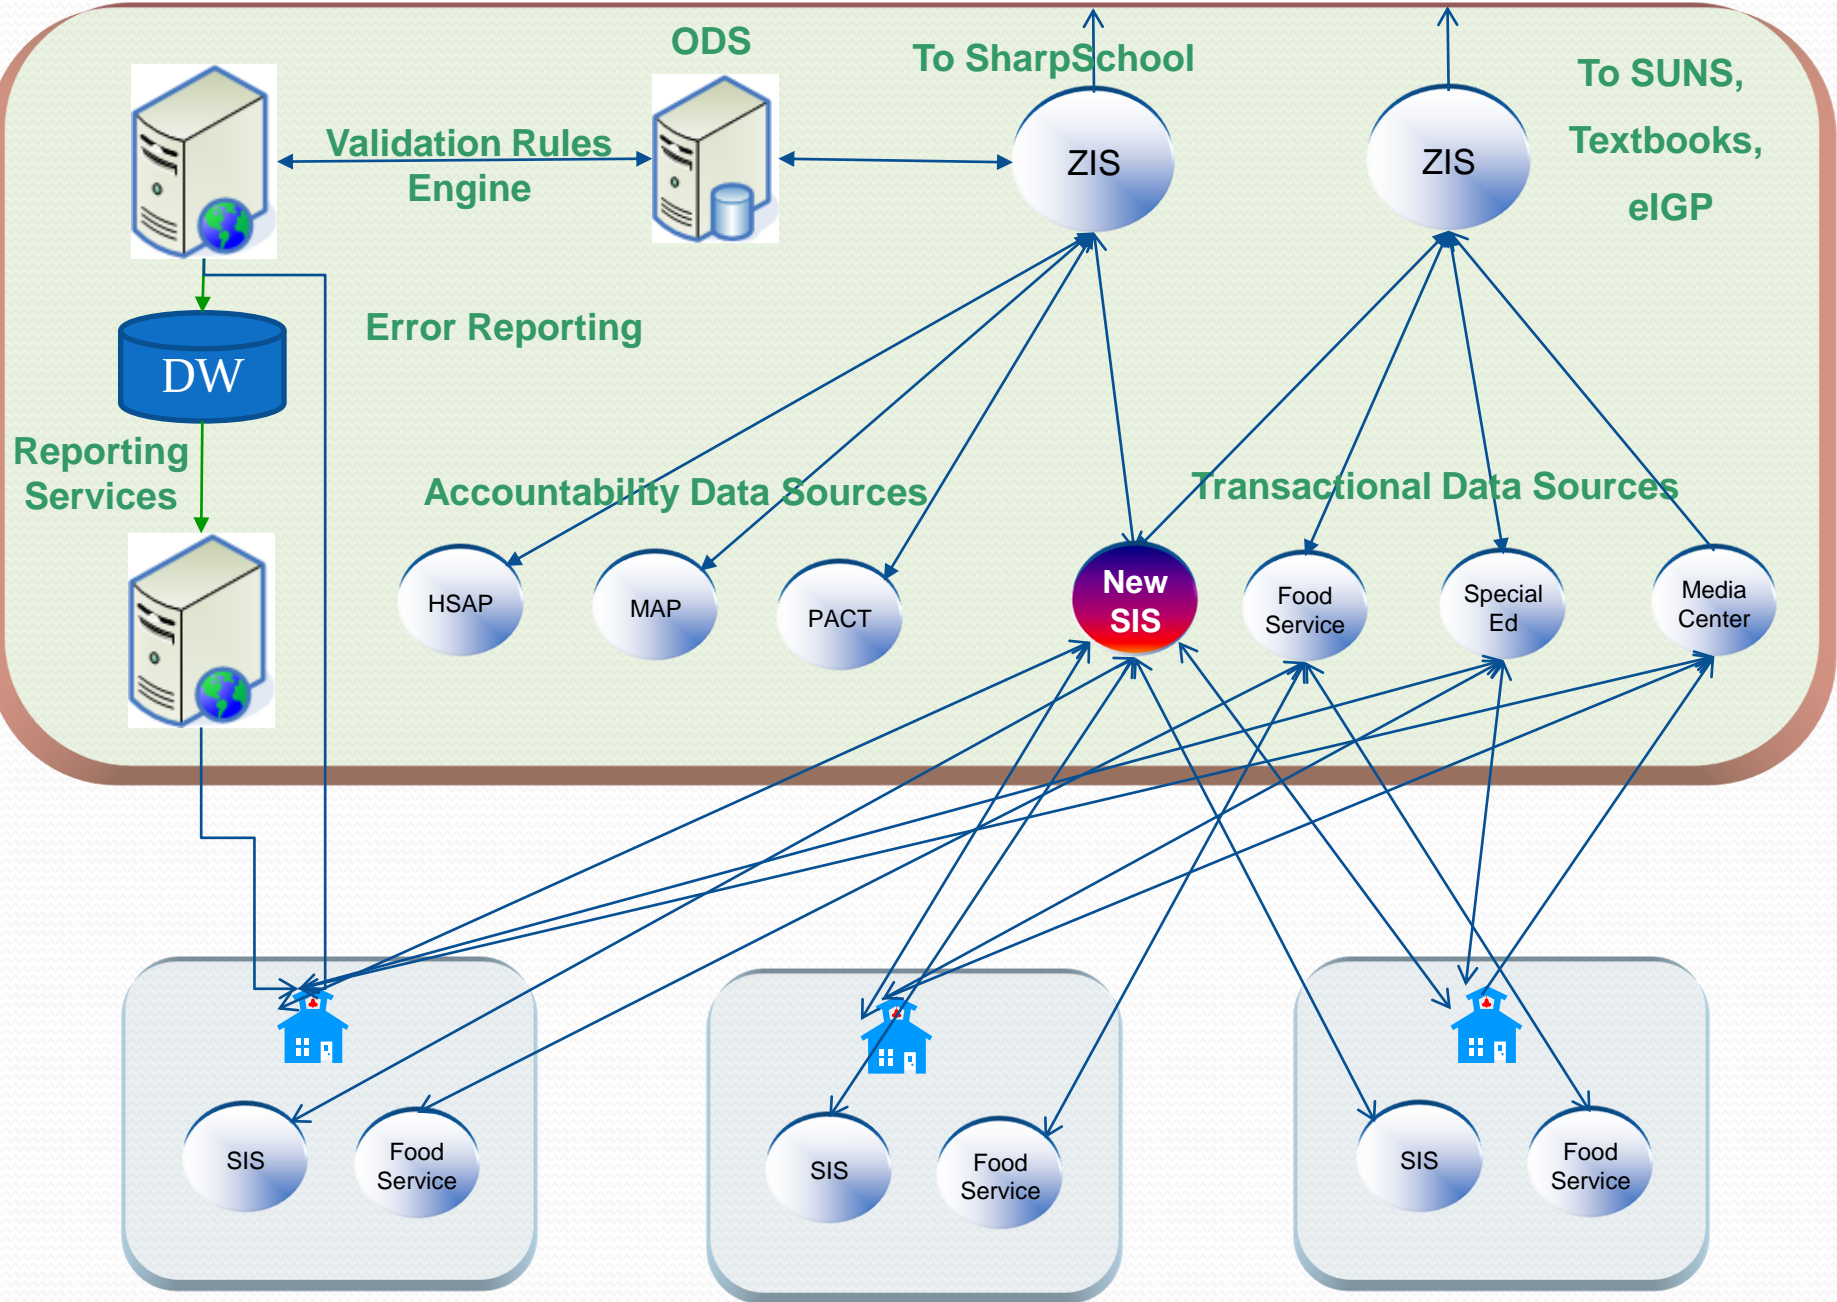 ODS
To SharpSchool
To SUNS,
Textbooks,
eIGP
Validation Rules
Engine
ZIS
ZIS
Error Reporting
DW
Reporting
Services
Accountability Data Sources
Transactional Data Sources
HSAP
MAP
PACT
New
SIS
Food
Service
Special
Ed
Media
Center
SIS
Food
Service
SIS
Food
Service
SIS
Food
Service